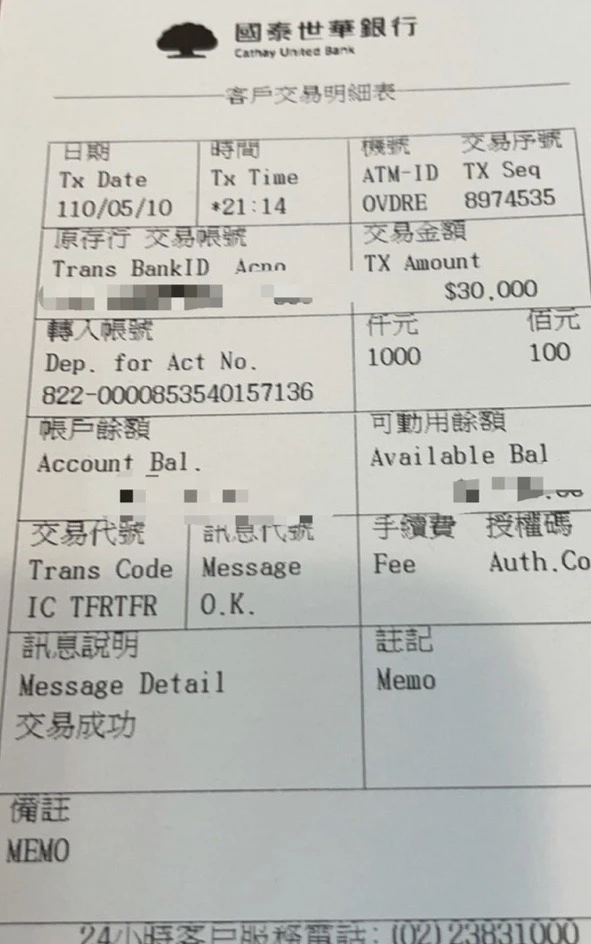 國泰世華銀行
Cathay United Bank
客戶交易明細表
日期 時間 機號 交易序號
Tx Date Tx Time ATM-ID TX Seq
110/05/10 *21:14 OVDRE 8974535
原存行 交易帳號 交易金額
Trans BankID Acno TX Amount
$30,000
轉入帳號 仟元 佰元
Dep. for Act No. 1000 100
822-0000853540157136
帳戶餘額 可動用餘額
Account Bal. Available Bal
交易代號 訊息代號 手續費 授權碼
Trans Code Message Fee Auth.Co
IC TFRTFR O.K.
訊息說明 註記
Message Detail Memo
交易成功
備註
MEMO
24小時客戶服務電話:(02)23831000